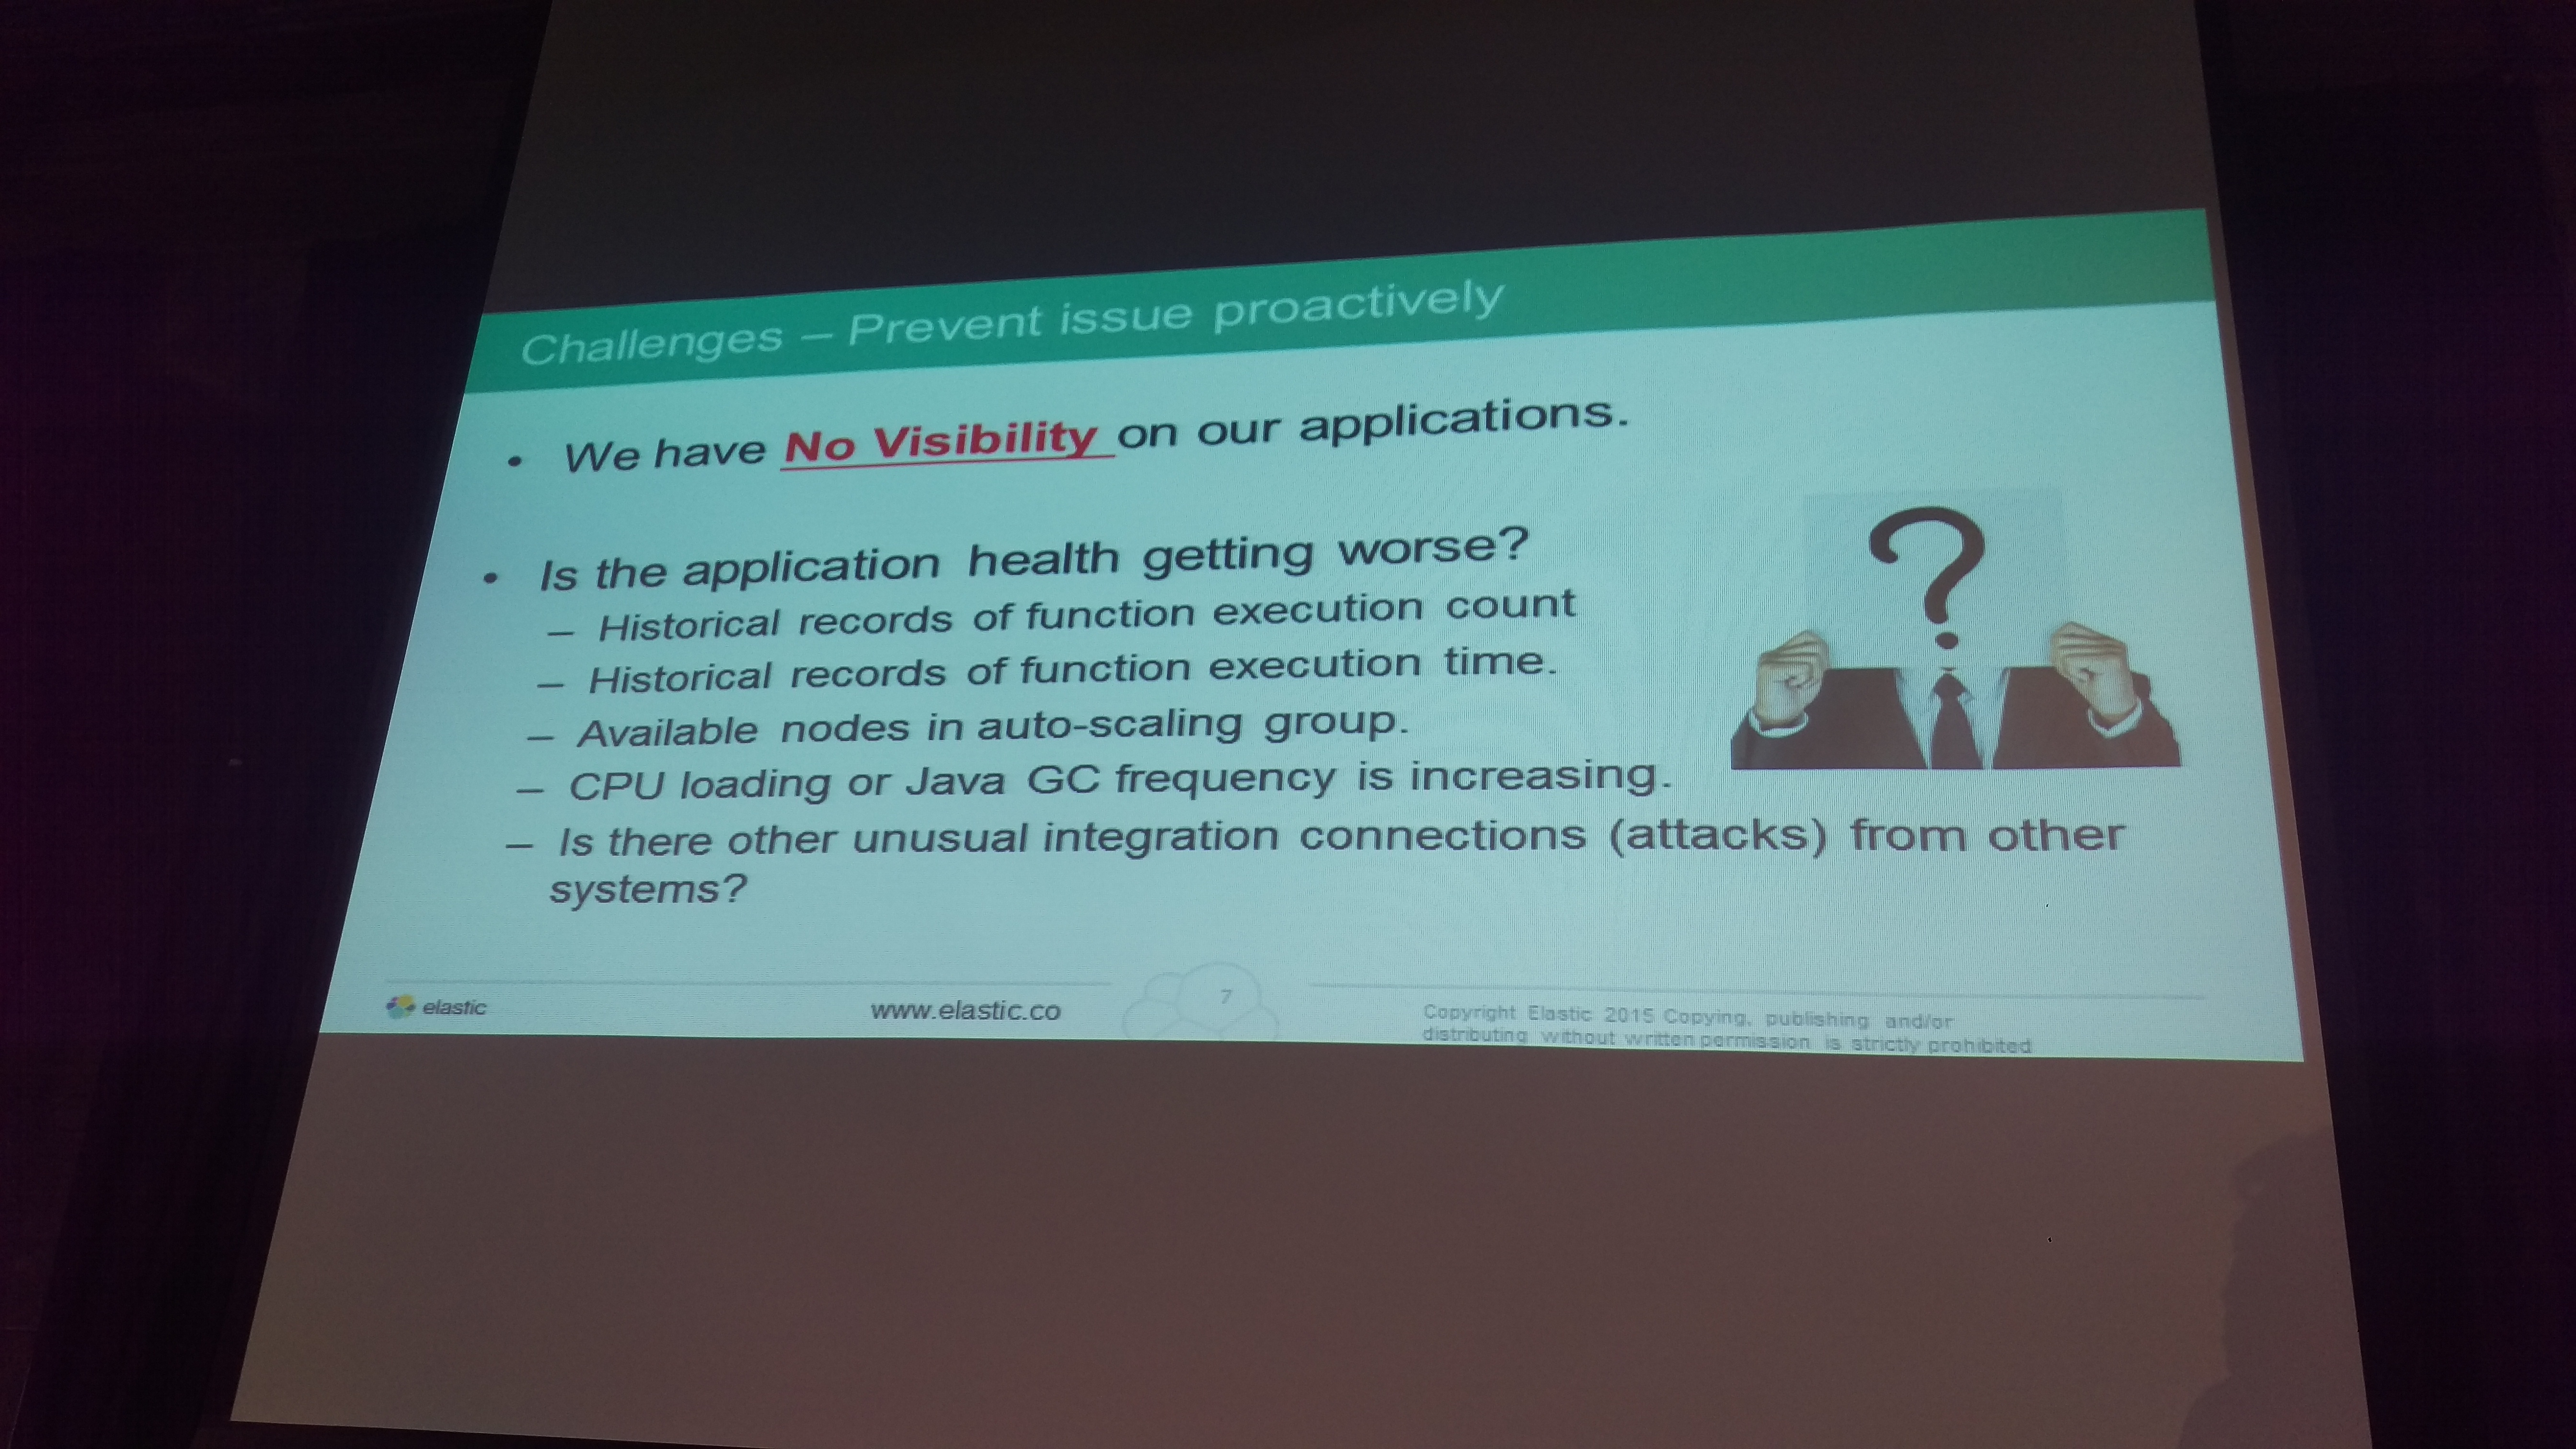 Challenges – Prevent issue proactively
• We have No Visibility on our applications.
• Is the application health getting worse?
– Historical records of function execution count
– Historical records of function execution time.
– Available nodes in auto-scaling group.
– CPU loading or Java GC frequency is increasing.
– Is there other unusual integration connections (attacks) from other
systems?
?
elastic
www.elastic.co
7
Copyright Elastic 2015 Copying, publishing and/or
distributing without written permission is strictly prohibited